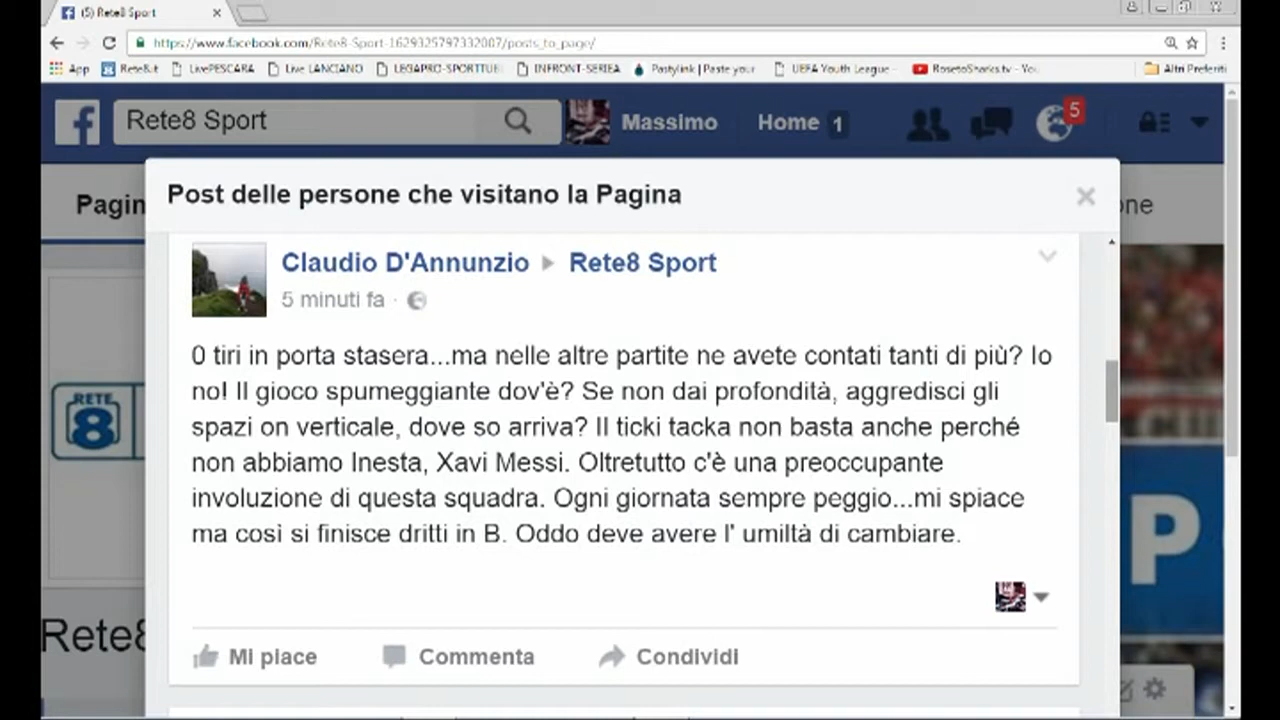 (5) Rete8 Sport
https://www.facebook.com/Rete8-Sport-1629325797332007/posts_to_page/
App Rete8.it LivePESCARA Live LANCIANO LEGAPRO-SPORTTUB INFRONT-SERIEA Pastylink | Paste your UEFA Youth League - RosetoSharks.tv - You Altri Preferiti
Rete8 Sport Massimo Home 1 5
Pagin one
Post delle persone che visitano la Pagina
Claudio D'Annunzio Rete8 Sport
5 minuti fa
0 tiri in porta stasera...ma nelle altre partite ne avete contati tanti di più? Io
no! Il gioco spumeggiante dov'è? Se non dai profondità, aggredisci gli
spazi on verticale, dove so arriva? Il ticki tacka non basta anche perché
non abbiamo Inesta, Xavi Messi. Oltretutto c'è una preoccupante
involuzione di questa squadra. Ogni giornata sempre peggio...mi spiace
ma così si finisce dritti in B. Oddo deve avere l' umiltà di cambiare.
RETE
8
P
Rete8
Mi piace Commenta Condividi